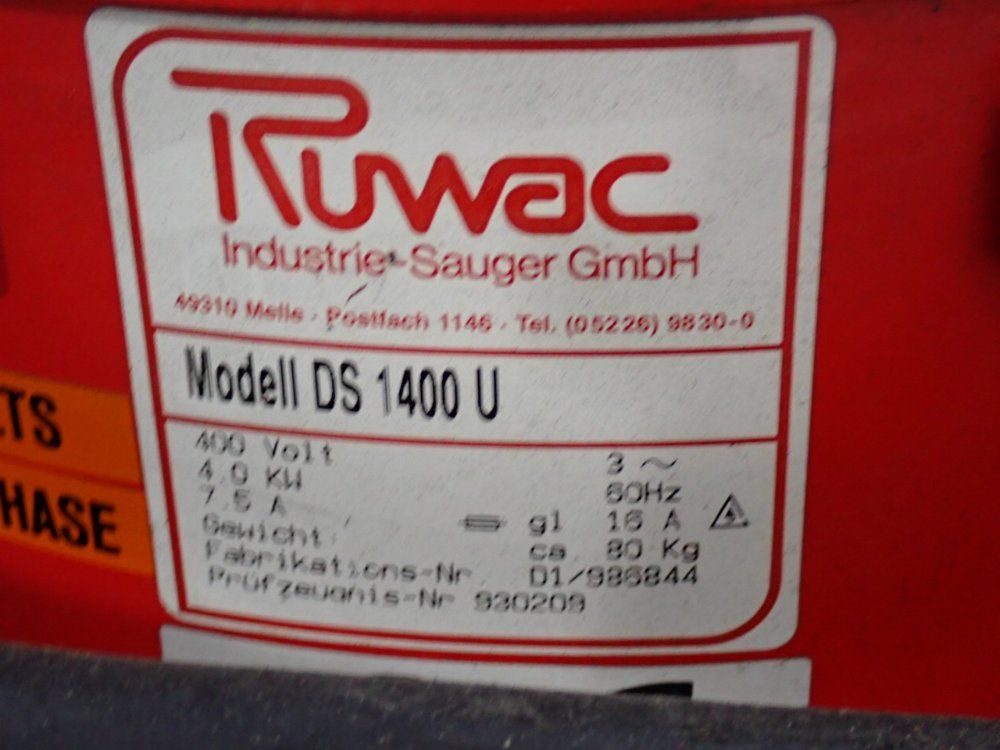 Ruwac
Industrie-Sauger GmbH
49310 Melle · Postfach 1146 · Tel. (05226) 9830-0
Modell DS 1400 U
400 Volt 3 ~
4.0 KW 60Hz
7.5 A gl 16 A
Gewicht: ca. 80 Kg
Fabrikations-Nr. D1/986844
Prüfzeugnis-Nr 930209
LTS
HASE